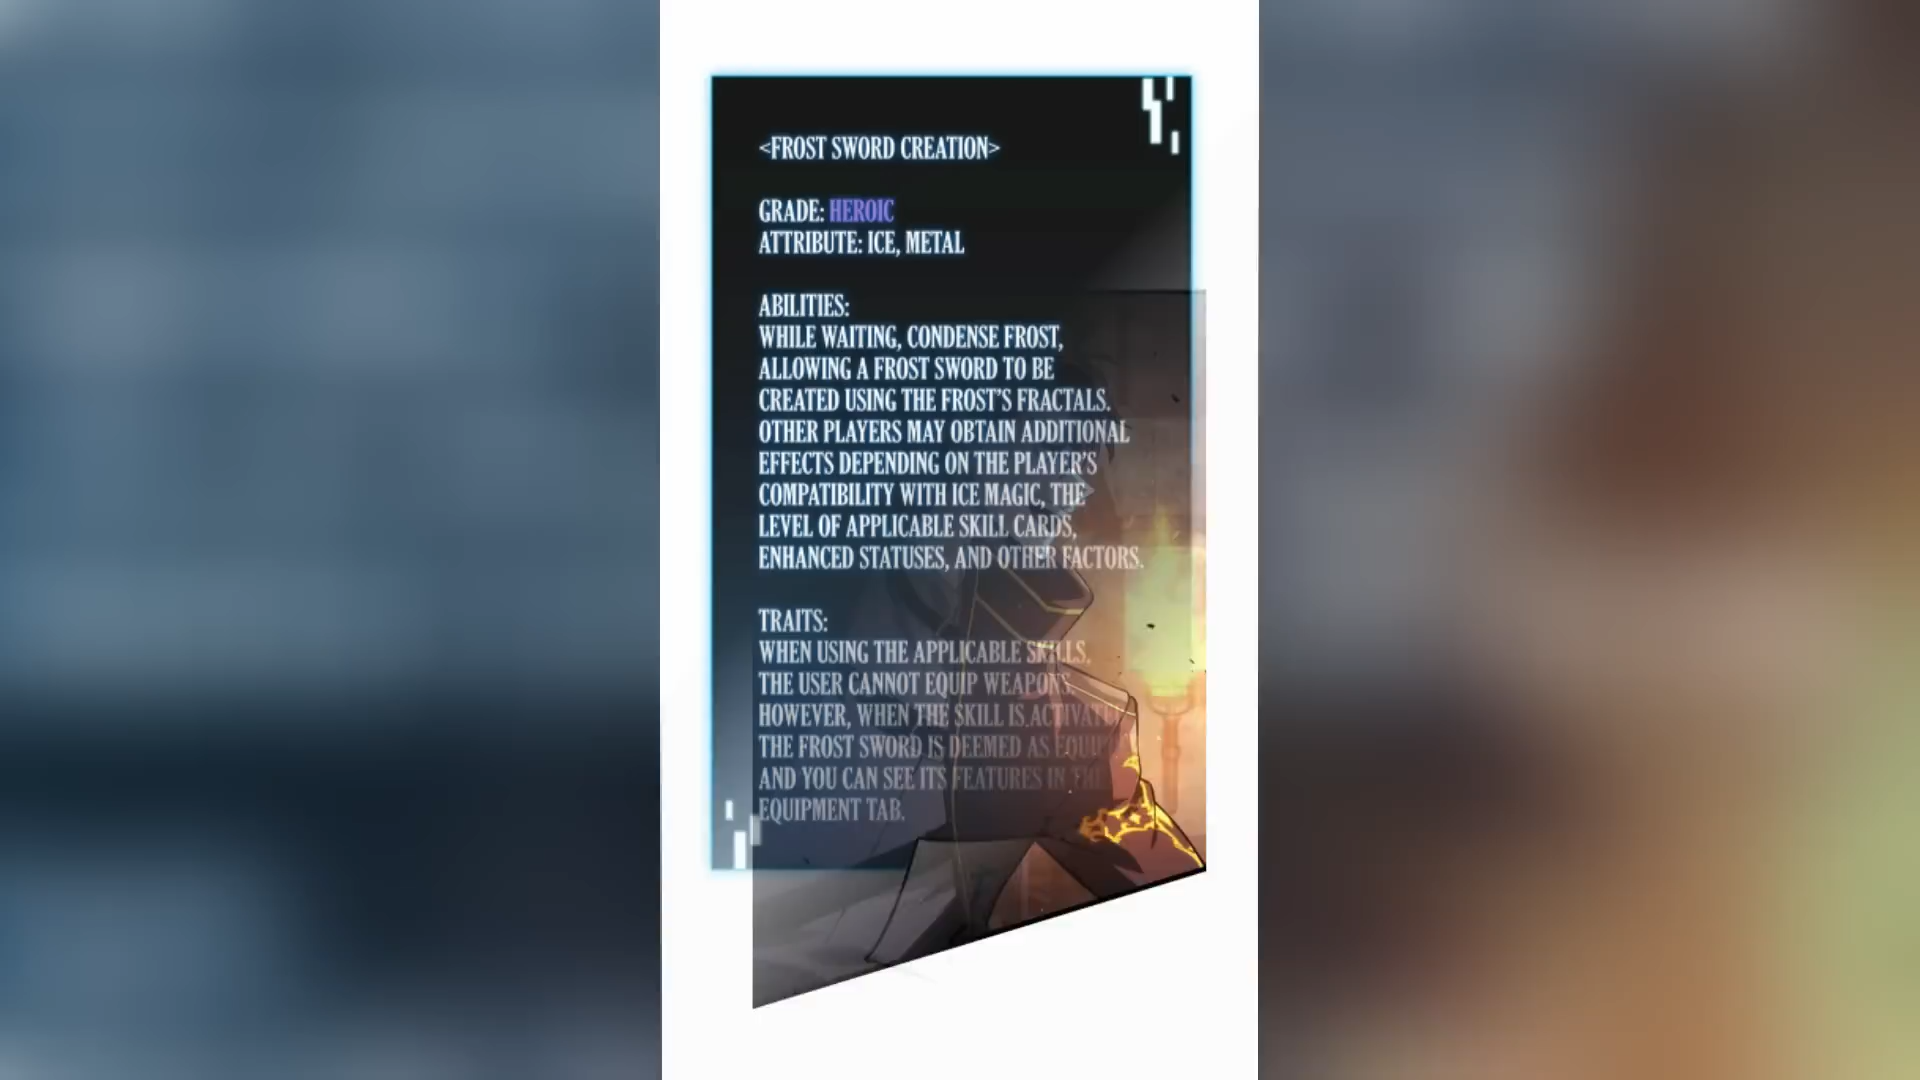 <FROST SWORD CREATION>
GRADE: HEROIC
ATTRIBUTE: ICE, METAL
ABILITIES:
WHILE WAITING, CONDENSE FROST,
ALLOWING A FROST SWORD TO BE
CREATED USING THE FROST'S FRACTALS.
OTHER PLAYERS MAY OBTAIN ADDITIONAL
EFFECTS DEPENDING ON THE PLAYER'S
COMPATIBILITY WITH ICE MAGIC, THE
LEVEL OF APPLICABLE SKILL CARDS,
ENHANCED STATUSES, AND OTHER FACTORS.
TRAITS:
WHEN USING THE APPLICABLE SKILLS,
THE USER CANNOT EQUIP WEAPONS.
HOWEVER, WHEN THE SKILL IS
THE FROST SWORD IS DEEMED AS
AND YOU CAN SEE ITS FEATURES IN THE
EQUIPMENT TAB.